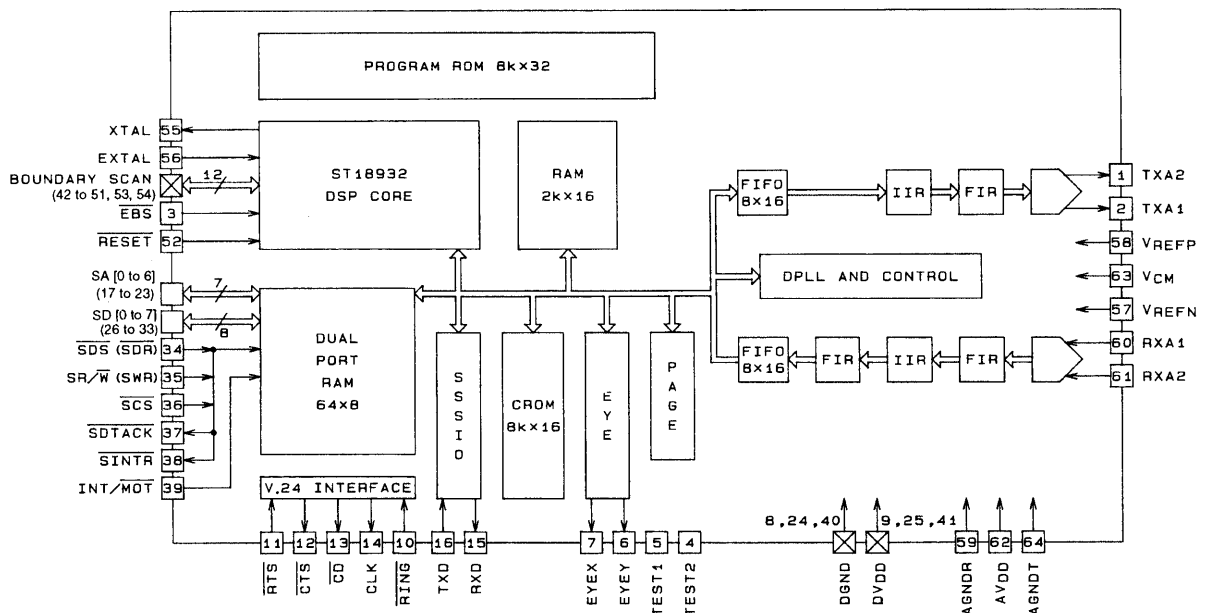 PROGRAM ROM 8k×32
XTAL
55
EXTAL
56
BOUNDARY SCAN
(42 to 51, 53, 54)
12
EBS
3
RESET
52
ST18932
DSP CORE
RAM
2k×16
FIFO
8×16
IIR
FIR
1
TXA2
2
TXA1
58
VREFP
63
VCM
57
VREFN
60
RXA1
61
RXA2
DPLL AND CONTROL
FIFO
8×16
FIR
IIR
FIR
SA [0 to 6]
(17 to 23)
7
SD [0 to 7]
(26 to 33)
8
SDS (SDR)
34
SR/W (SWR)
35
SCS
36
SDTACK
37
SINTR
38
INT/MOT
39
DUAL
PORT
RAM
64×8
SSSIO
CROM
8k×16
EYE
PAGE
V.24 INTERFACE
8,24,40
9,25,41
11
12
13
14
10
16
15
7
6
5
4
59
62
64
RTS
CTS
CD
CLK
RING
TXD
RXD
EYEX
EYEY
TEST1
TEST2
DGND
DVDD
AGNDR
AVDD
AGNDT